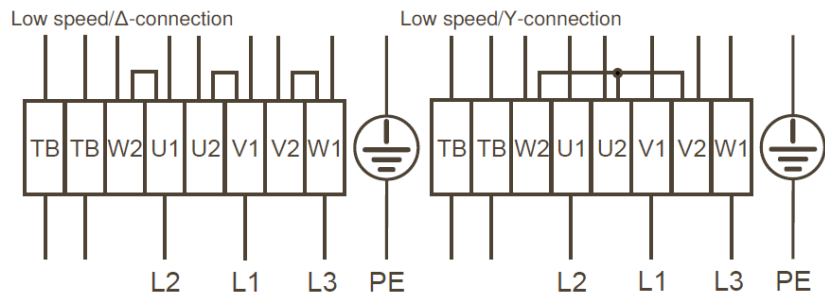 Low speed/Δ-connection Low speed/Y-connection
TB TB W2 U1 U2 V1 V2 W1 TB TB W2 U1 U2 V1 V2 W1
L2 L1 L3 PE L2 L1 L3 PE